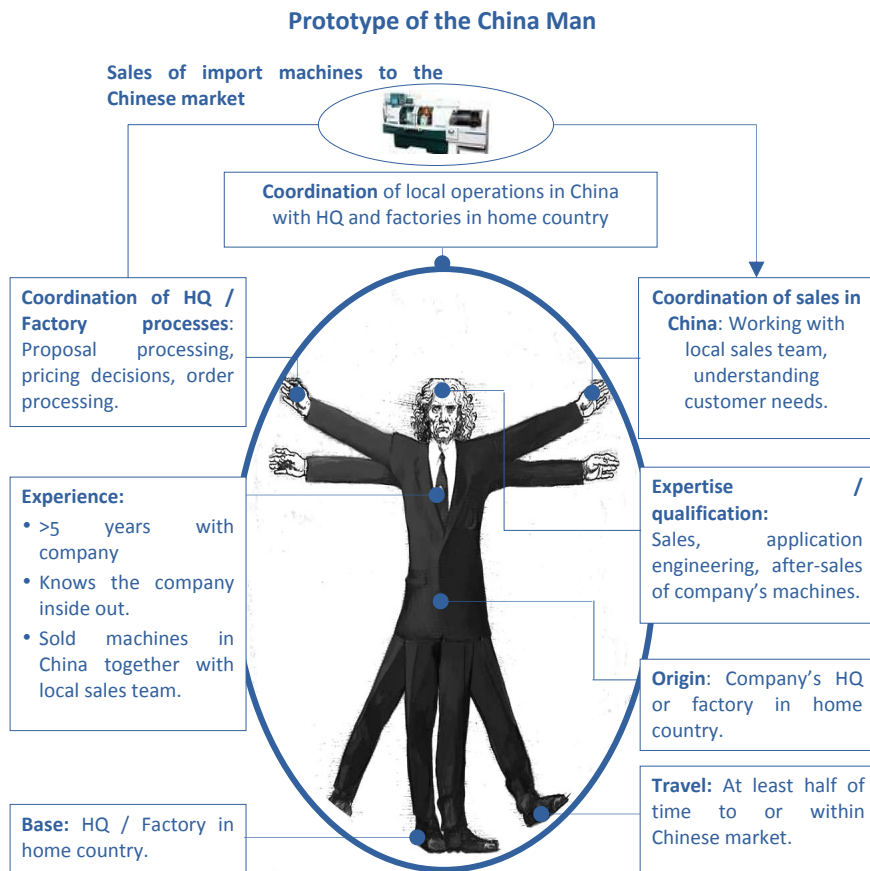 Prototype of the China Man
Sales of import machines to the
Chinese market
Coordination of local operations in China
with HQ and factories in home country
Coordination of HQ /
Factory processes:
Proposal processing,
pricing decisions, order
processing.
Coordination of sales in
China: Working with
local sales team,
understanding
customer needs.
Experience:
• >5 years with
company
• Knows the company
inside out.
• Sold machines in
China together with
local sales team.
Expertise /
qualification:
Sales, application
engineering, after-sales
of company’s machines.
Origin: Company’s HQ
or factory in home
country.
Base: HQ / Factory in
home country.
Travel: At least half of
time to or within
Chinese market.